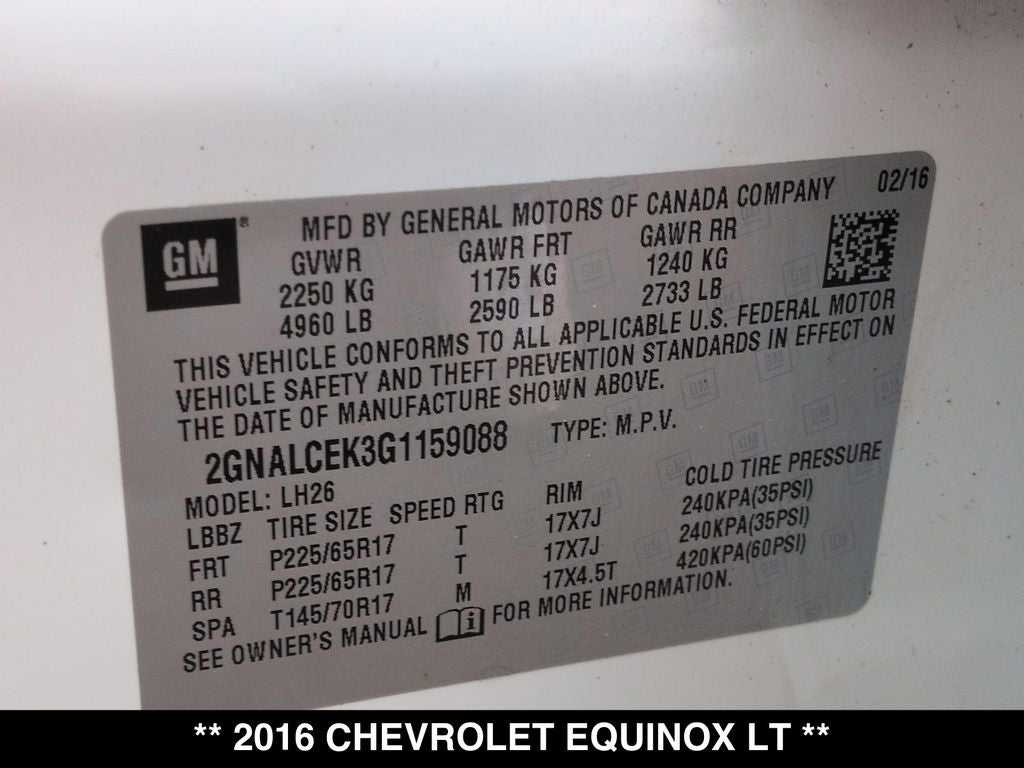 GM®
MFD BY GENERAL MOTORS OF CANADA COMPANY 02/16
GVWR GAWR FRT GAWR RR
2250 KG 1175 KG 1240 KG
4960 LB 2590 LB 2733 LB
THIS VEHICLE CONFORMS TO ALL APPLICABLE U.S. FEDERAL MOTOR
VEHICLE SAFETY AND THEFT PREVENTION STANDARDS IN EFFECT ON
THE DATE OF MANUFACTURE SHOWN ABOVE.
2GNALCEK3G1159088 TYPE: M.P.V.
MODEL: LH26
LBBZ TIRE SIZE SPEED RTG RIM COLD TIRE PRESSURE
FRT P225/65R17 T 17X7J 240KPA(35PSI)
RR P225/65R17 T 17X7J 240KPA(35PSI)
SPA T145/70R17 M 17X4.5T 420KPA(60PSI)
SEE OWNER'S MANUAL i FOR MORE INFORMATION.
** 2016 CHEVROLET EQUINOX LT **